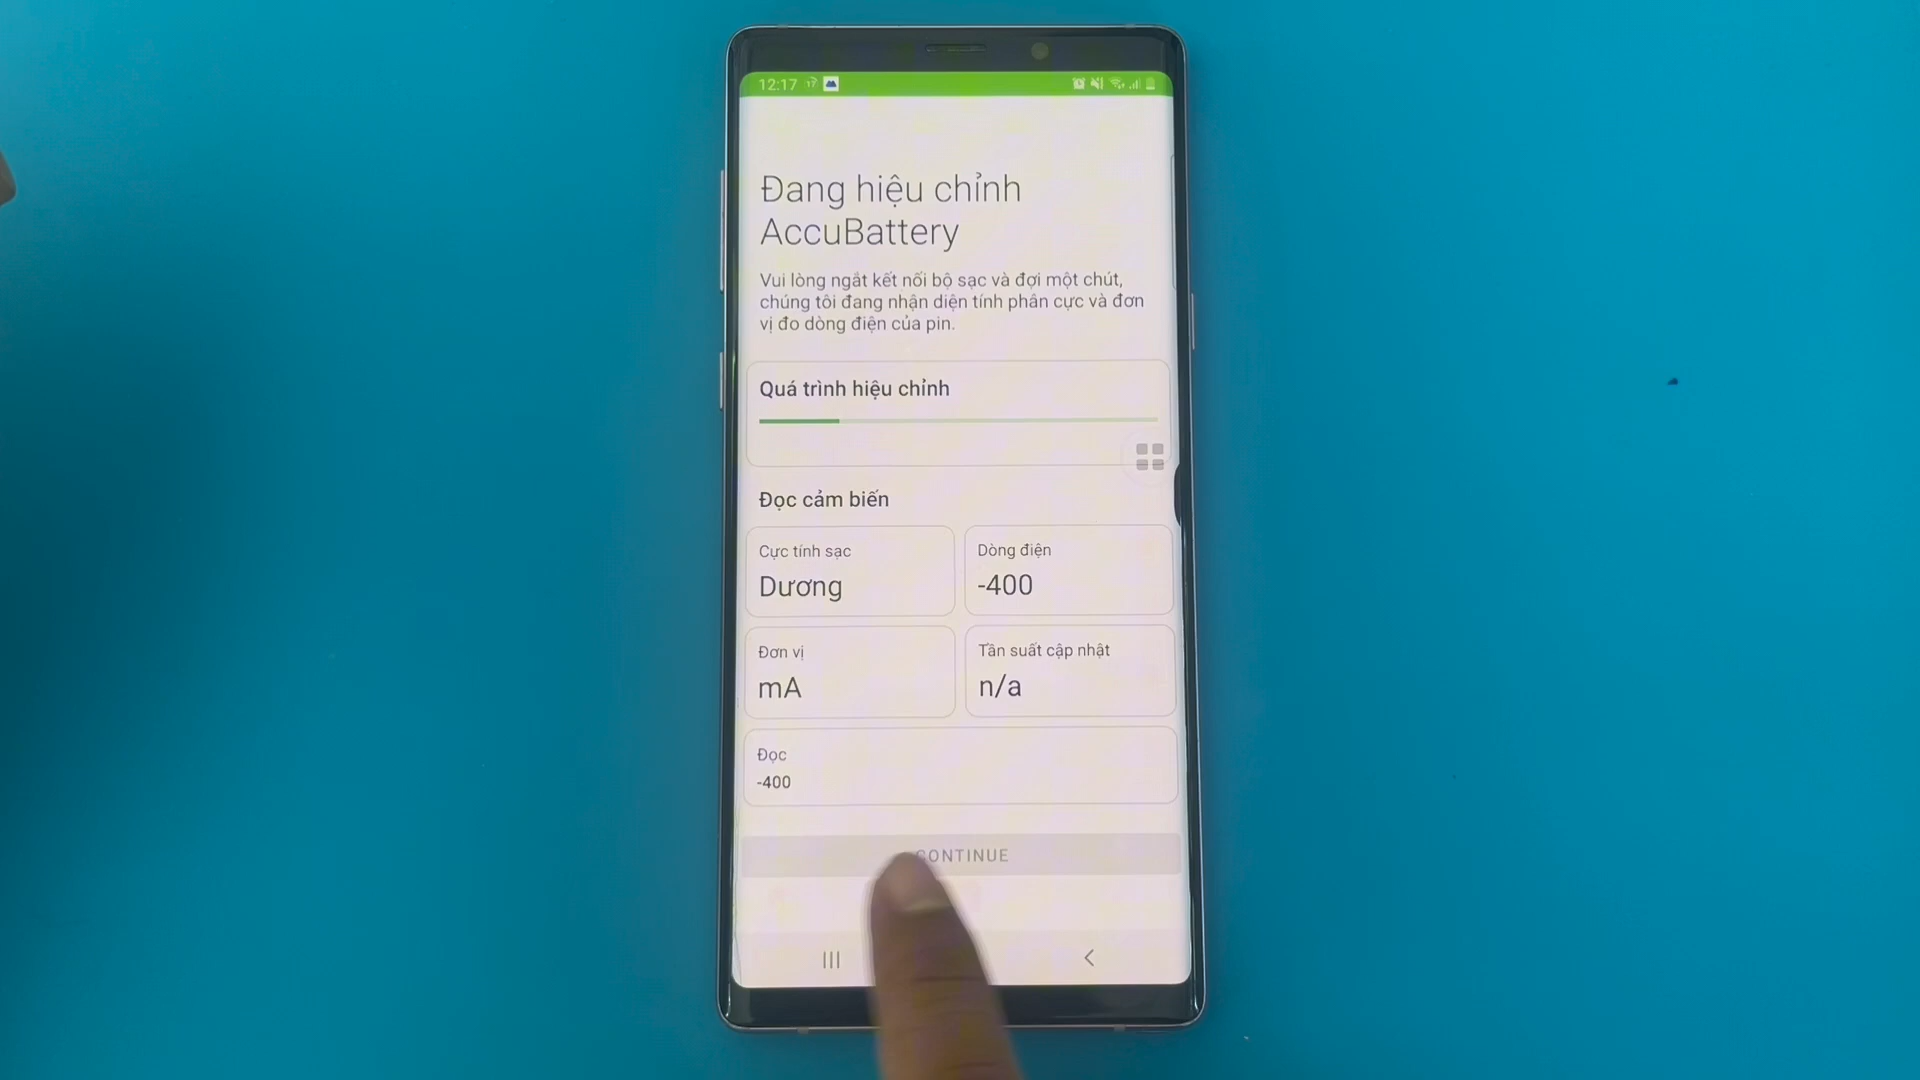 12:17
Đang hiệu chỉnh
AccuBattery
Vui lòng ngắt kết nối bộ sạc và đợi một chút,
chúng tôi đang nhận diện tính phân cực và đơn
vị đo dòng điện của pin.
Quá trình hiệu chỉnh
Đọc cảm biến
Cực tính sạc
Dương
Dòng điện
-400
Đơn vị
mA
Tần suất cập nhật
n/a
Đọc
-400
CONTINUE